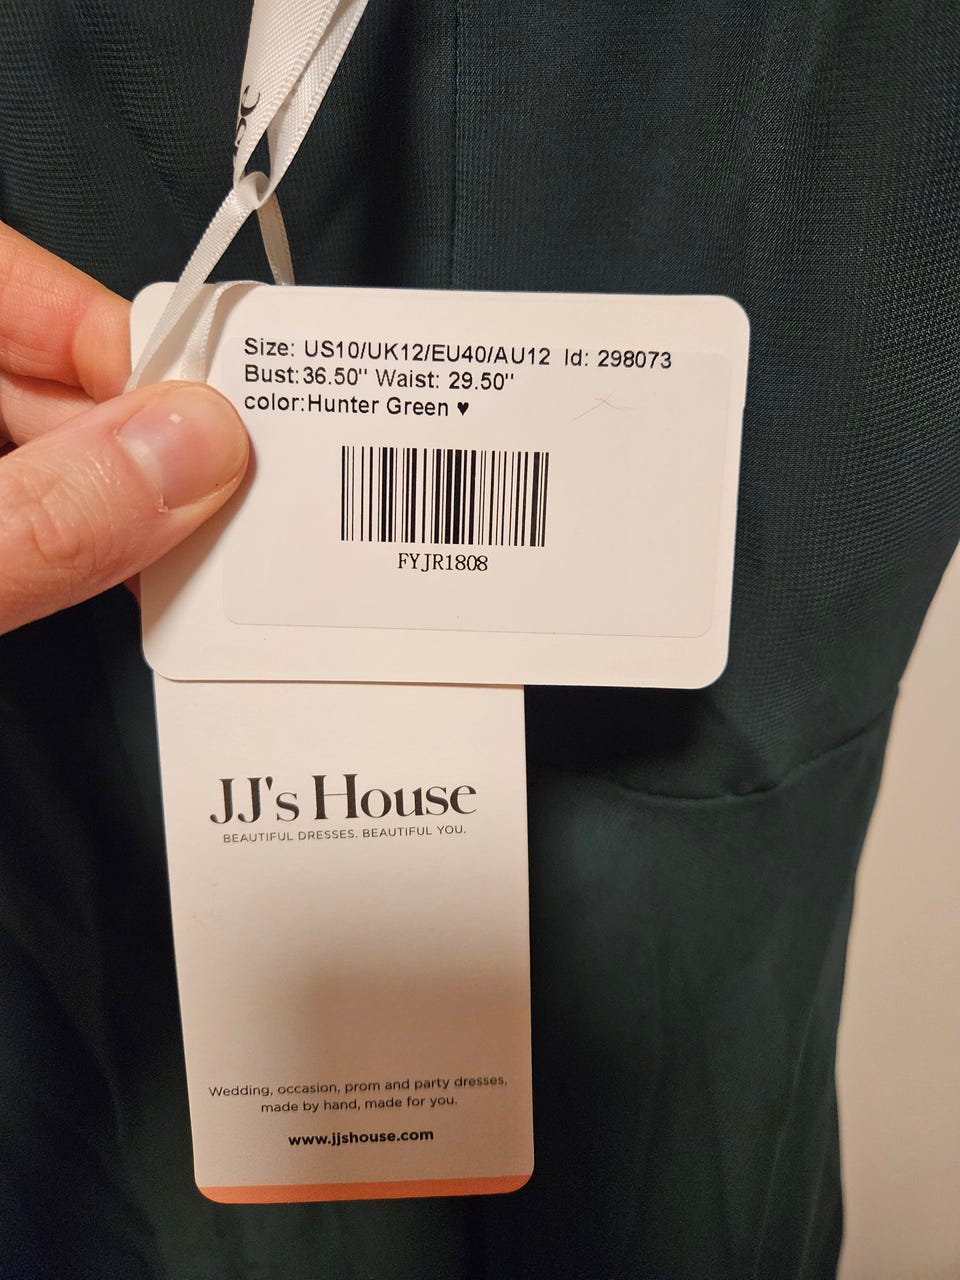 Size: US10/UK12/EU40/AU12 Id: 298073
Bust:36.50" Waist: 29.50"
color:Hunter Green ♥
FYJR1808
JJ's House
BEAUTIFUL DRESSES. BEAUTIFUL YOU.
Wedding, occasion, prom and party dresses,
made by hand, made for you.
www.jjshouse.com